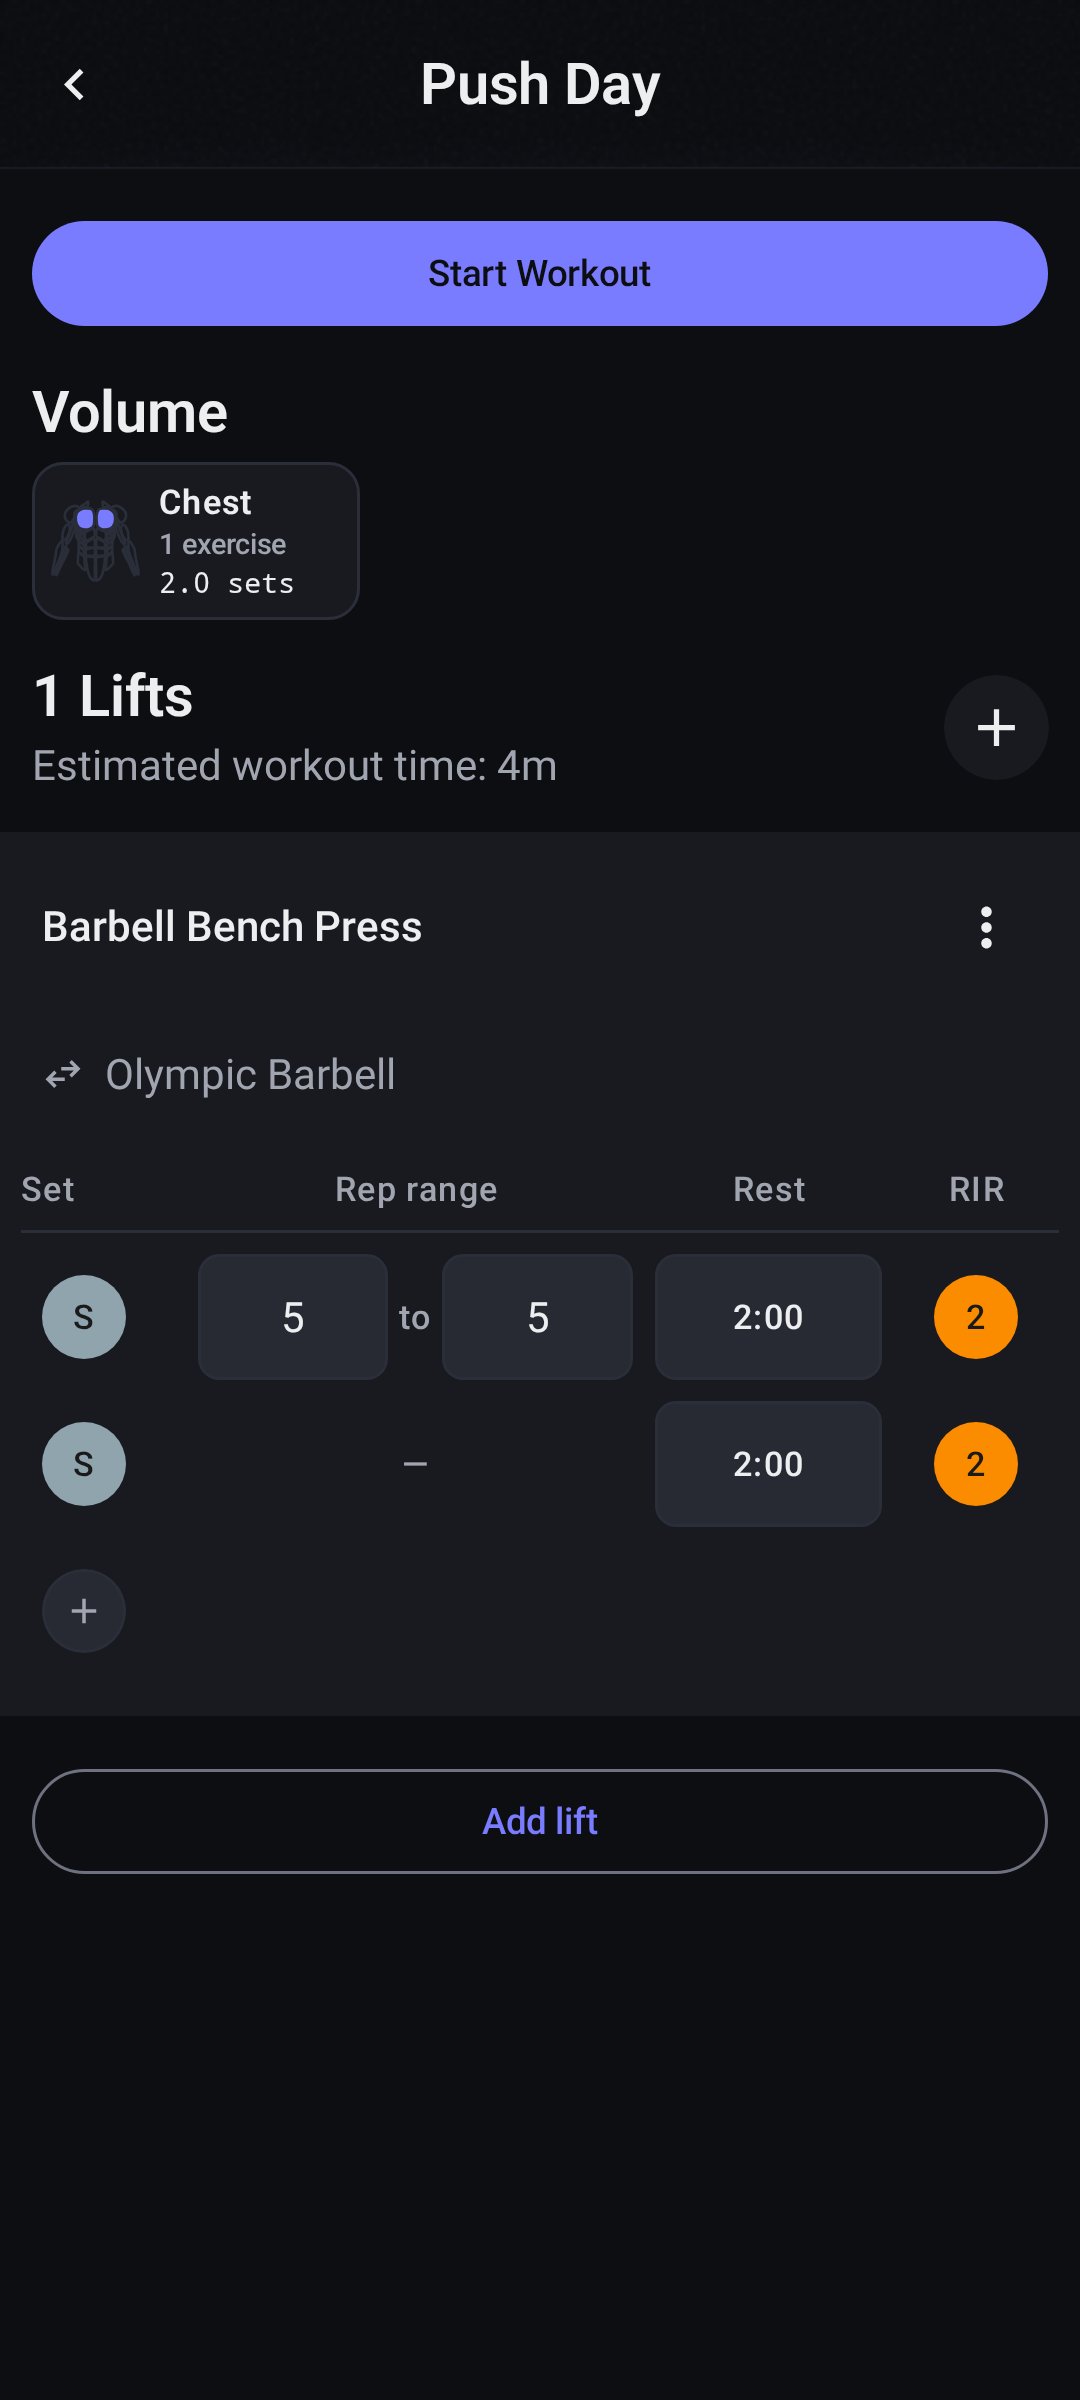 Push Day
Start Workout
Volume
Chest
1 exercise
2.0 sets
1 Lifts
Estimated workout time: 4m
Barbell Bench Press
Olympic Barbell
Set Rep range Rest RIR
S 5 to 5 2:00 2
S – 2:00 2
+
Add lift